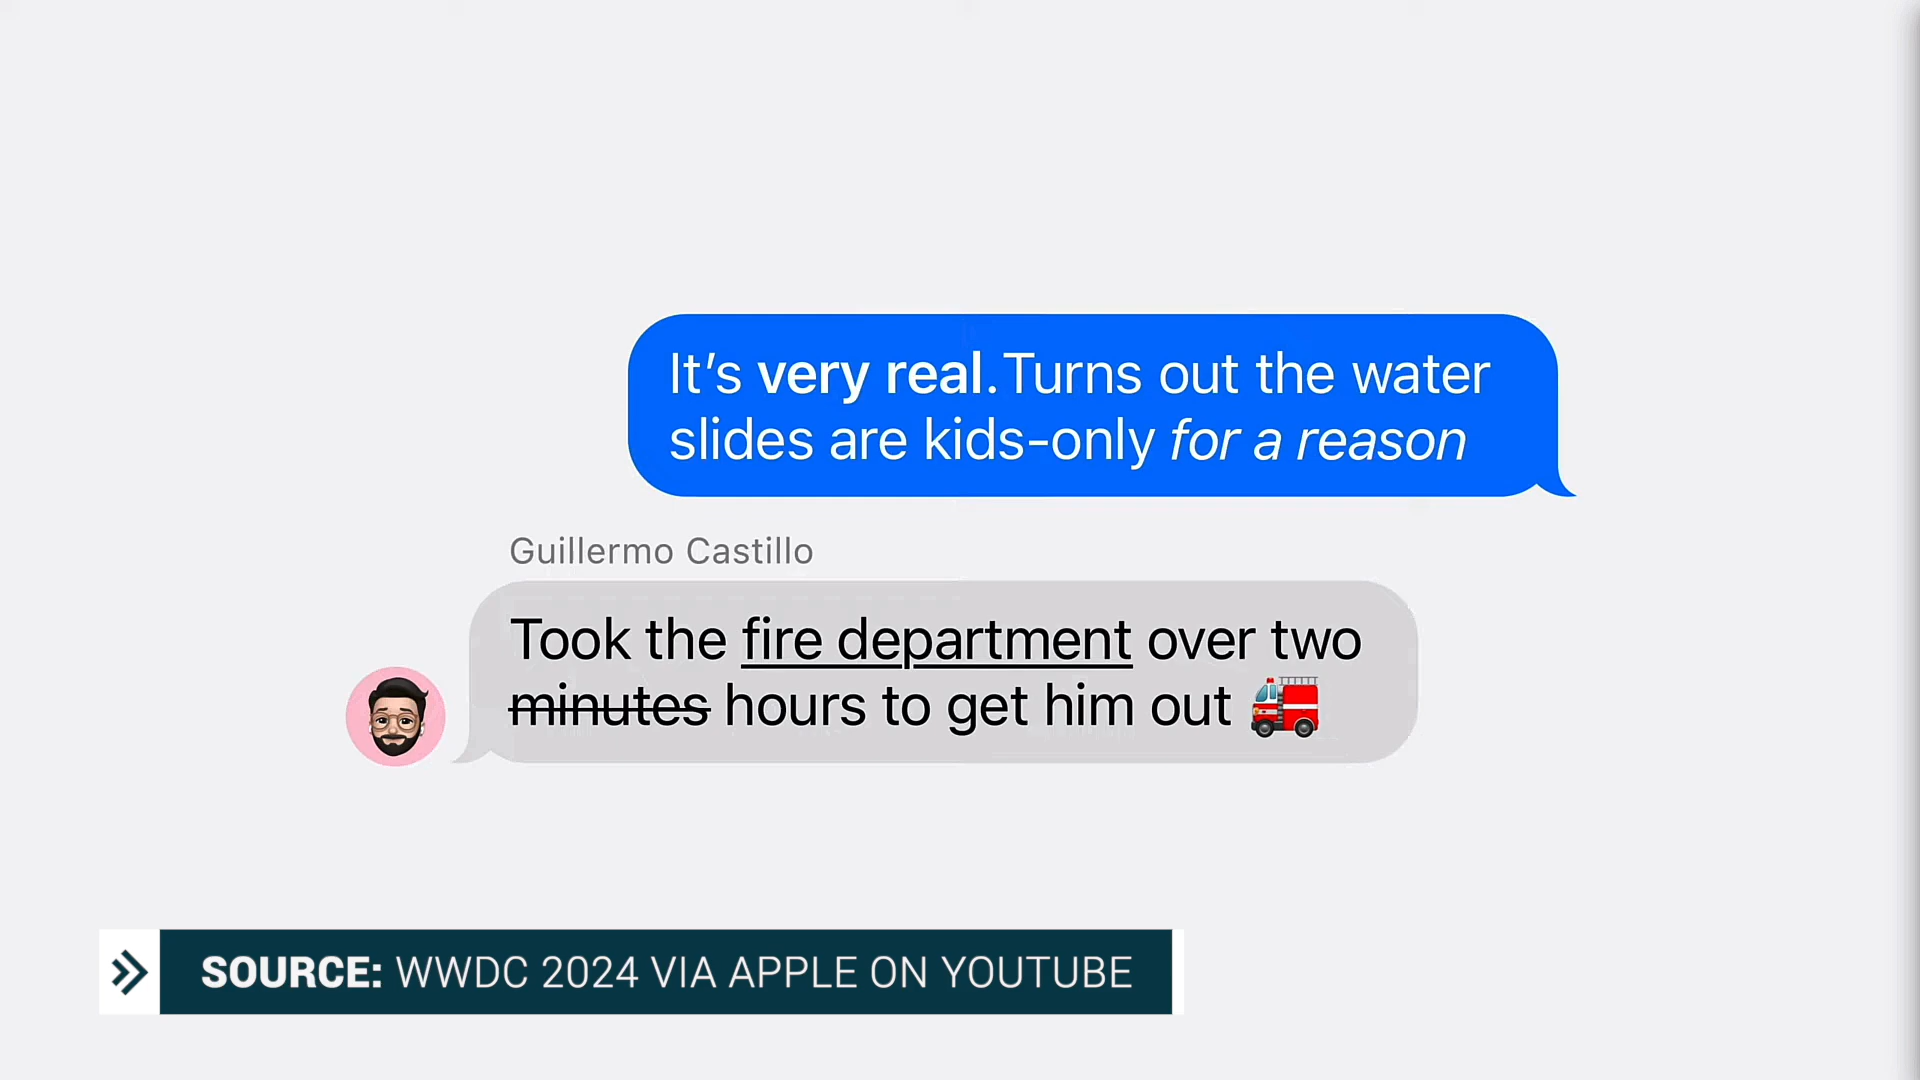 It’s very real.Turns out the water
slides are kids-only for a reason
Guillermo Castillo
Took the fire department over two
minutes hours to get him out 🚒
SOURCE: WWDC 2024 VIA APPLE ON YOUTUBE